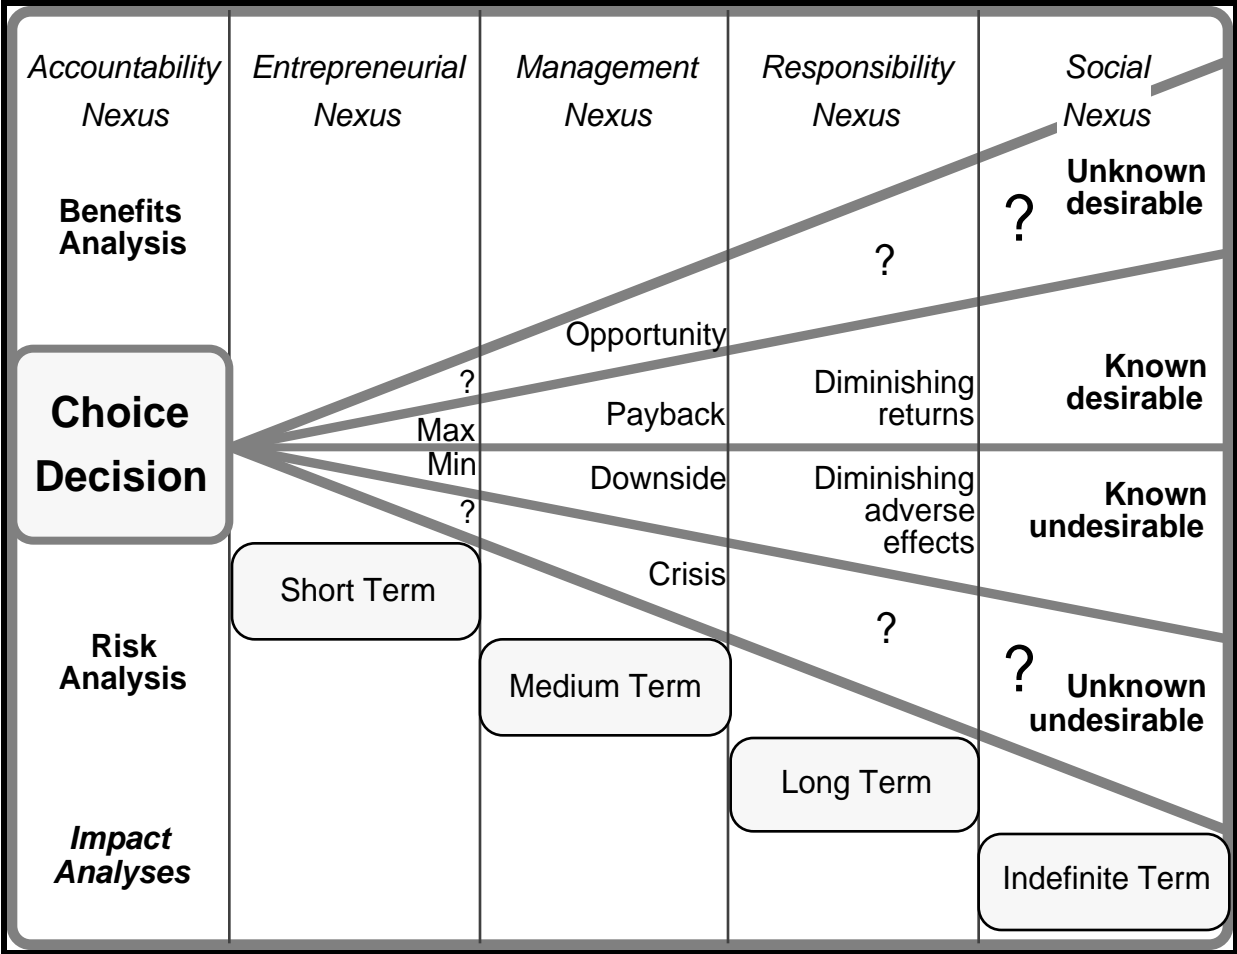 Accountability
Nexus
Entrepreneurial
Nexus
Management
Nexus
Responsibility
Nexus
Social
Nexus
Benefits
Analysis
Unknown
desirable
?
?
Opportunity
?
Max
Payback
Diminishing
returns
Known
desirable
Choice
Decision
Min
?
Downside
Diminishing
adverse
effects
Known
undesirable
Crisis
?
?
Unknown
undesirable
Short Term
Risk
Analysis
Medium Term
Long Term
Impact
Analyses
Indefinite Term